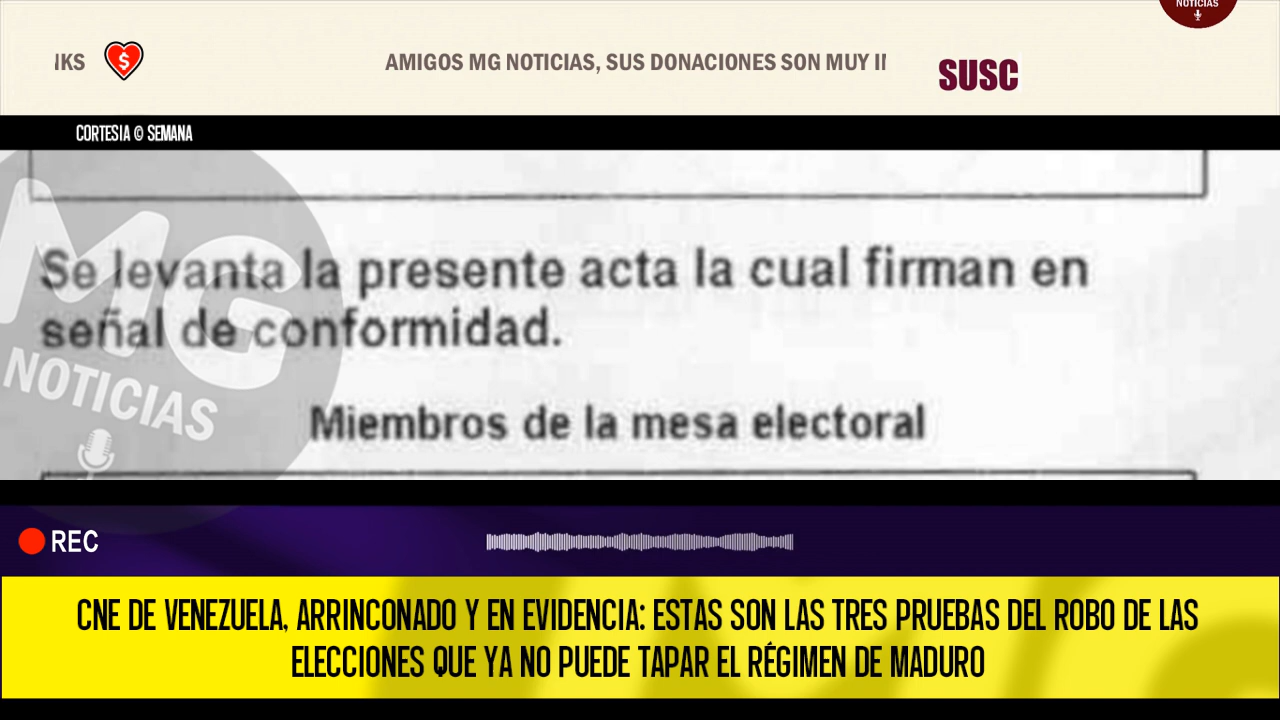 NOTICIAS
IKS
$
AMIGOS MG NOTICIAS, SUS DONACIONES SON MUY
SUSC
CORTESIA © SEMANA
Se levanta la presente acta la cual firman en
señal de conformidad.
MG
NOTICIAS
Miembros de la mesa electoral
REC
CNE DE VENEZUELA, ARRINCONADO Y EN EVIDENCIA: ESTAS SON LAS TRES PRUEBAS DEL ROBO DE LAS
ELECCIONES QUE YA NO PUEDE TAPAR EL RÉGIMEN DE MADURO